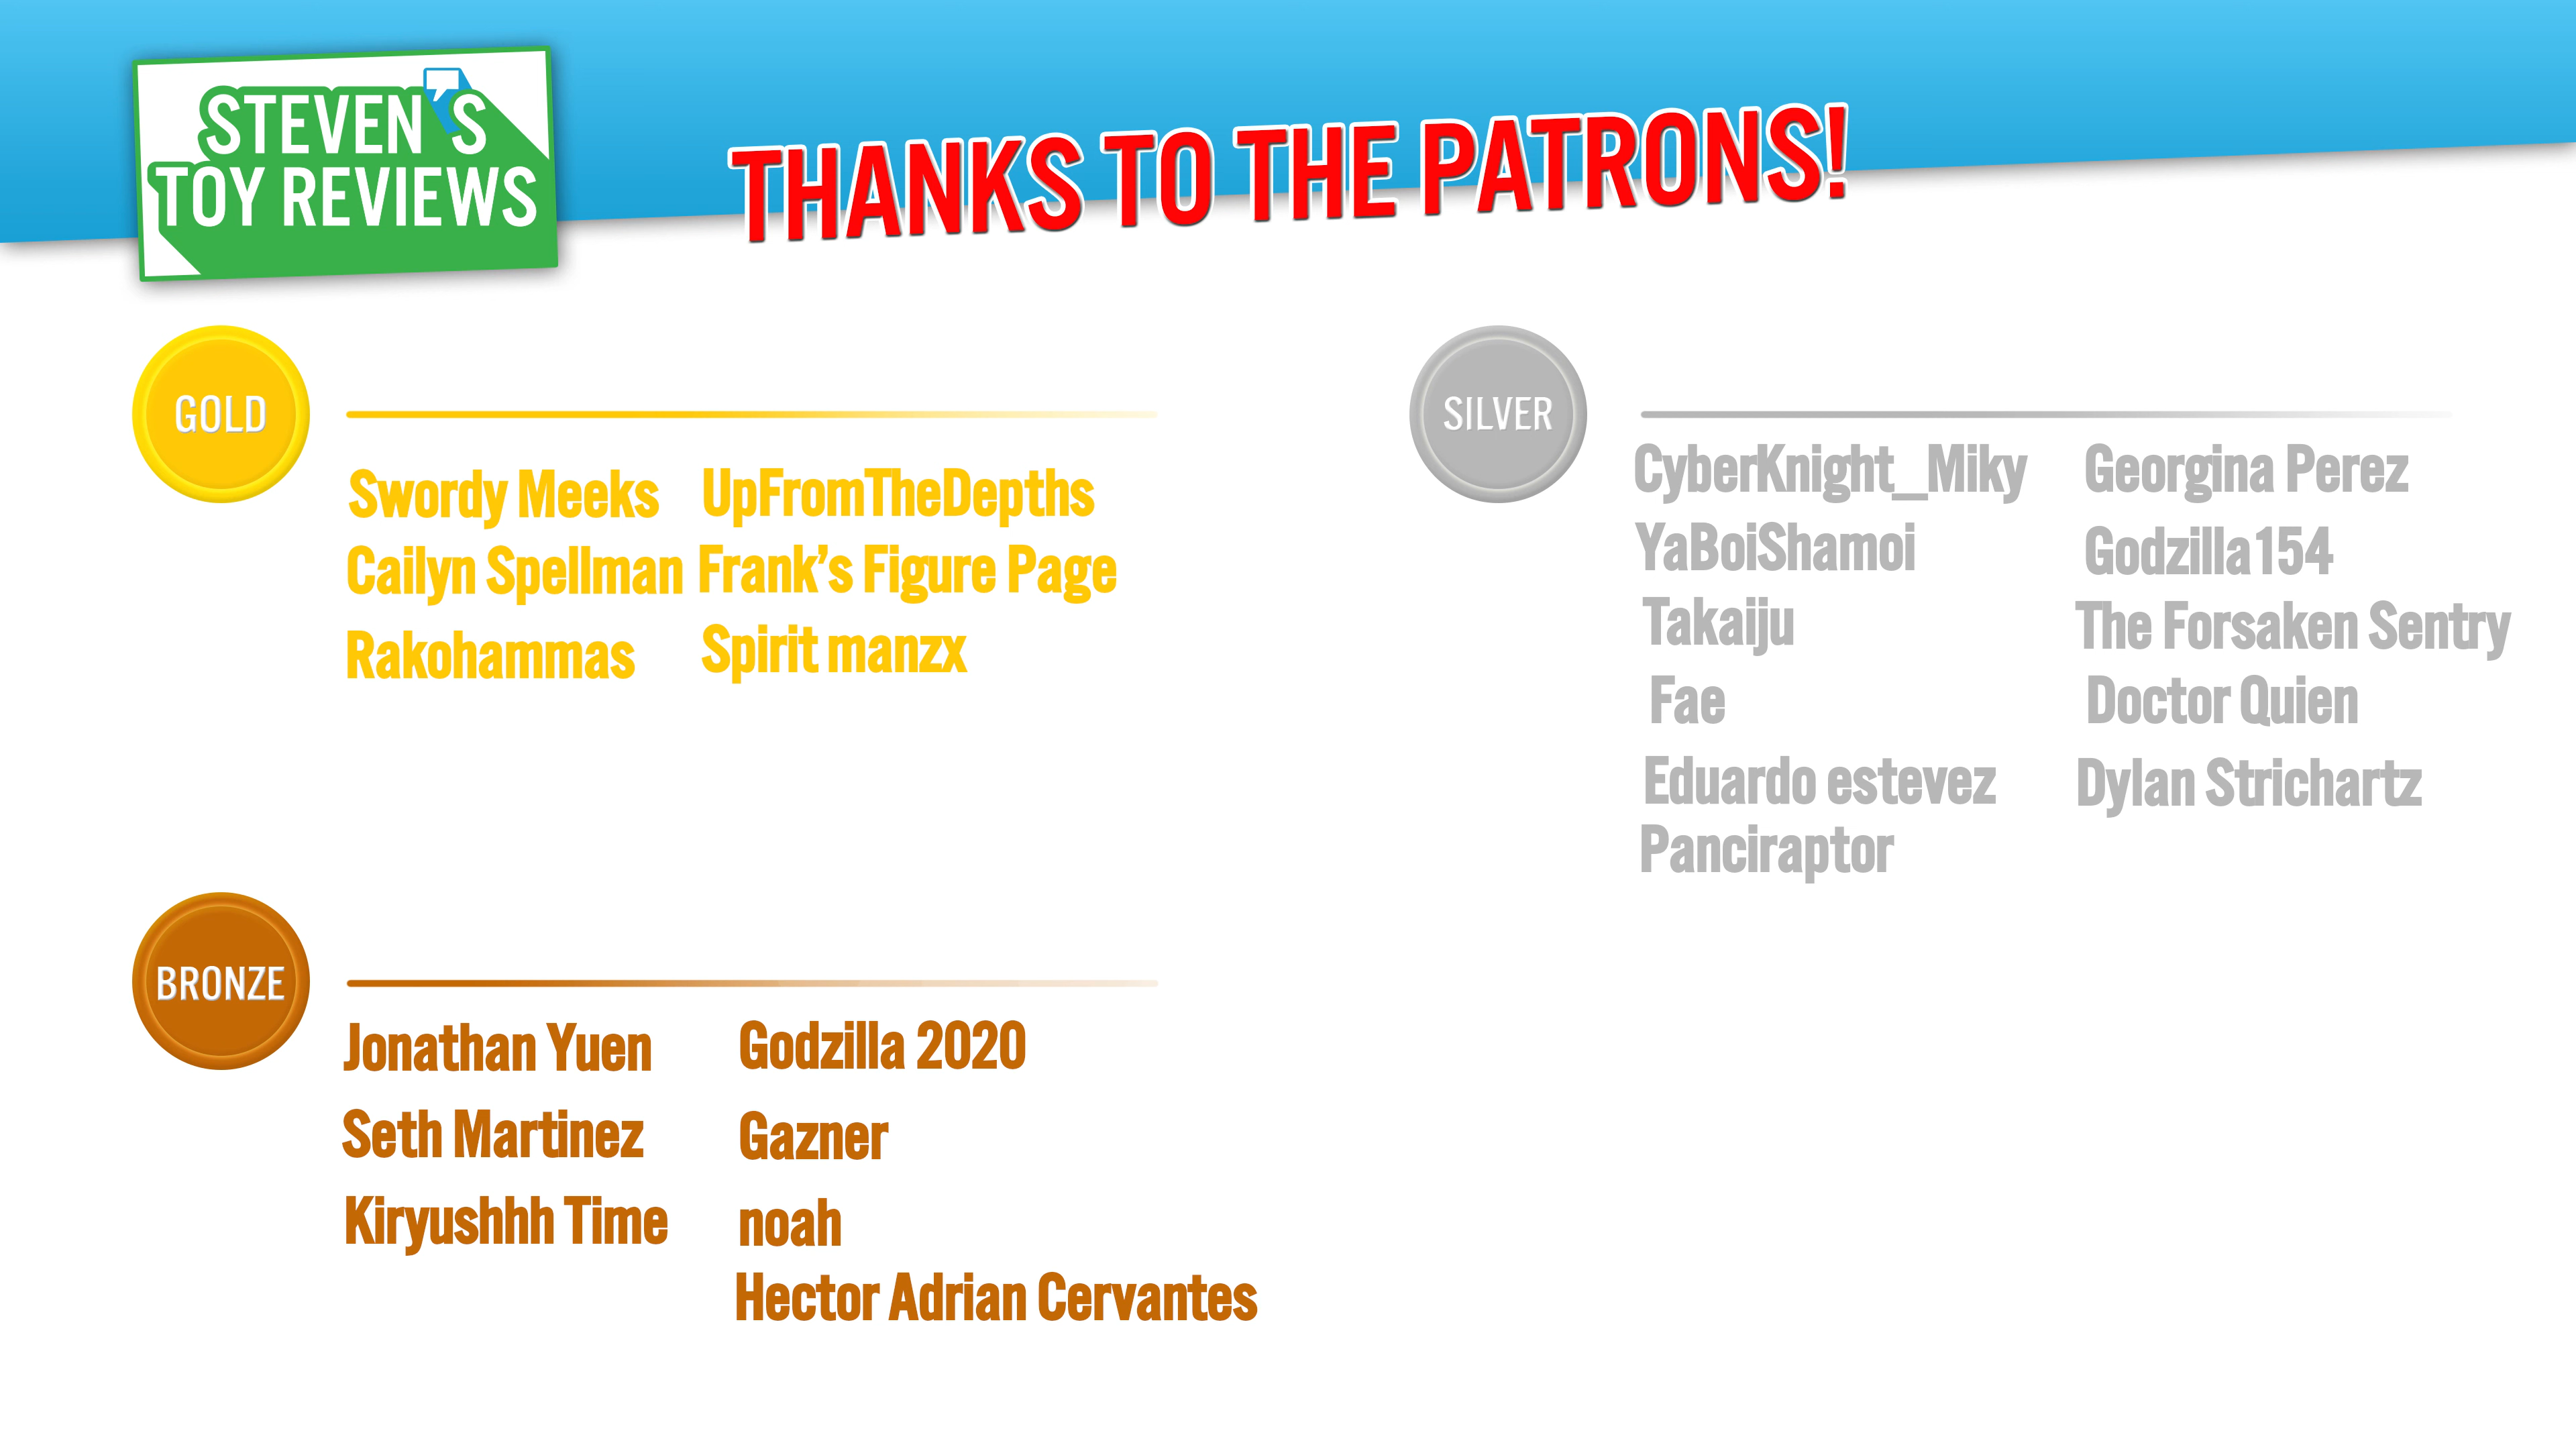 STEVEN'S
TOY REVIEWS
THANKS TO THE PATRONS!
GOLD
Swordy Meeks
Cailyn Spellman
Rakohammas
UpFromTheDepths
Frank’s Figure Page
Spirit manzx
SILVER
CyberKnight_Miky
YaBoiShamoi
Takaiju
Fae
Eduardo estevez
Panciraptor
Georgina Perez
Godzilla154
The Forsaken Sentry
Doctor Quien
Dylan Strichartz
BRONZE
Jonathan Yuen
Seth Martinez
Kiryushhh Time
Godzilla 2020
Gazner
noah
Hector Adrian Cervantes